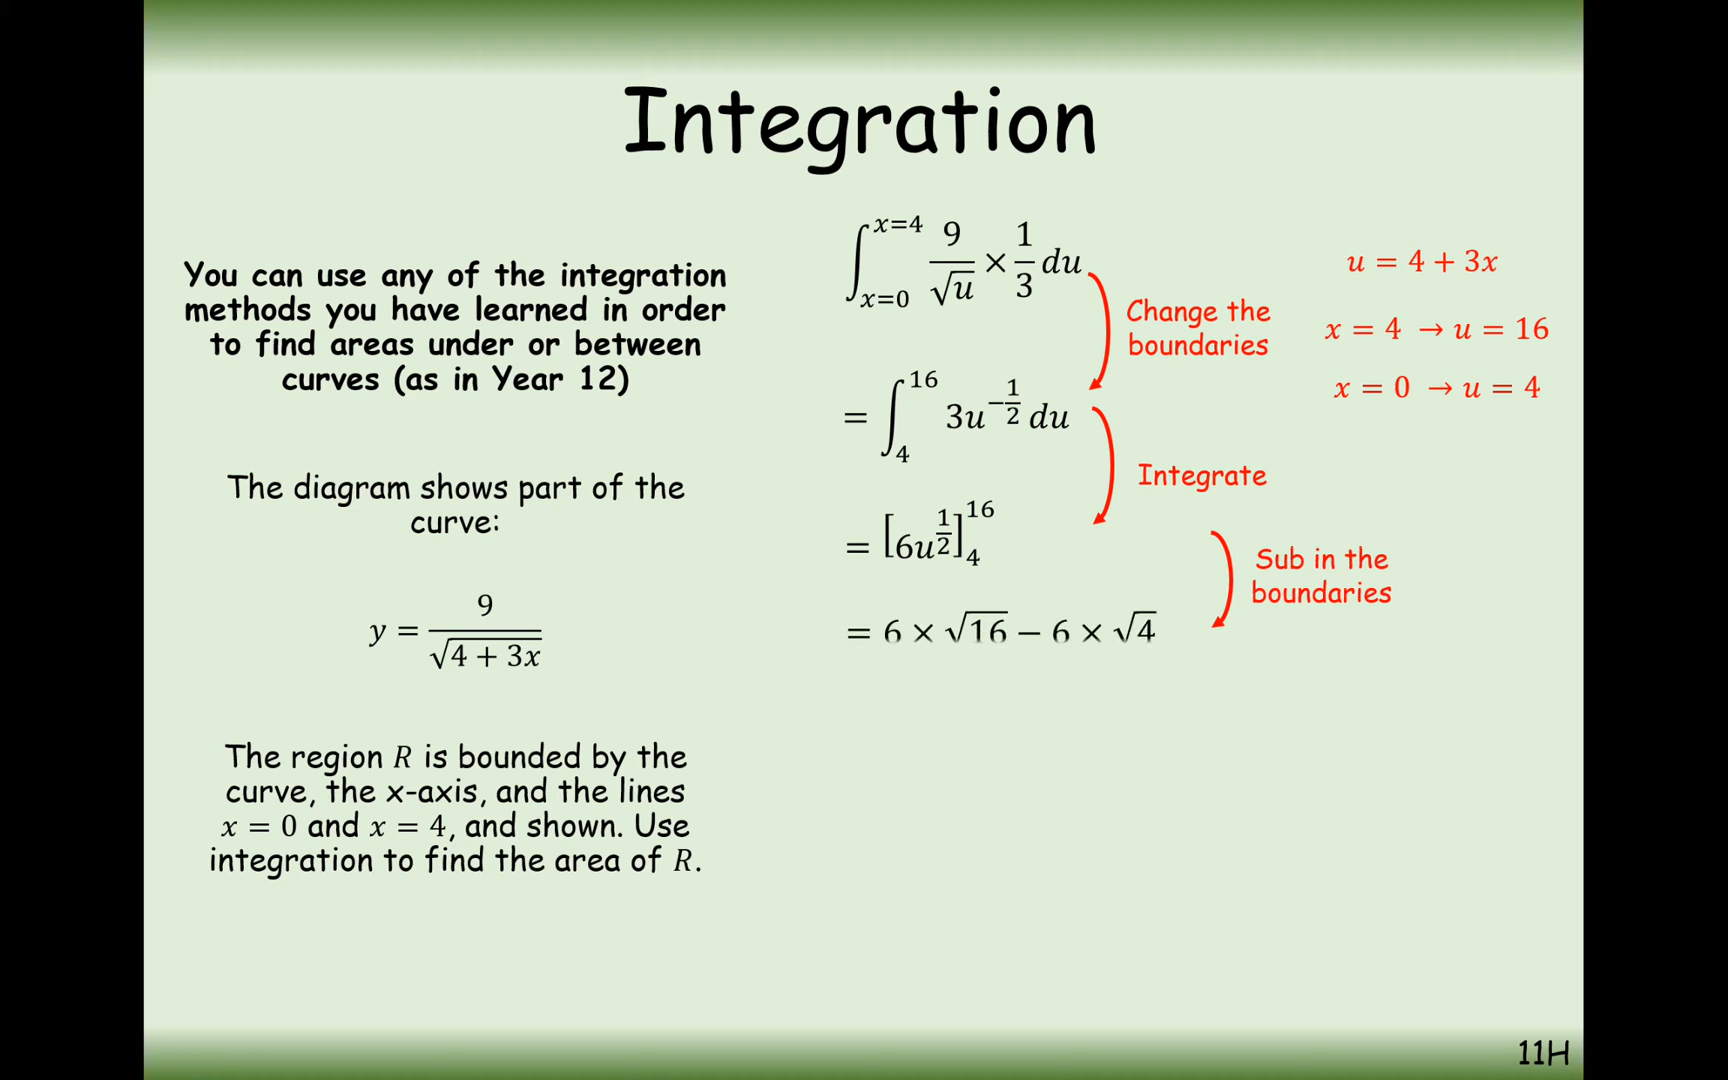 Integration
You can use any of the integration
methods you have learned in order
to find areas under or between
curves (as in Year 12)
The diagram shows part of the
curve:
y = 9/√(4 + 3x)
The region R is bounded by the
curve, the x-axis, and the lines
x = 0 and x = 4, and shown. Use
integration to find the area of R.
∫_{x=0}^{x=4} 9/√u × 1/3 du
= ∫_4^16 3u^{-1/2} du
= [6u^{1/2}]_4^16
= 6 × √16 − 6 × √4
Change the
boundaries
Integrate
Sub in the
boundaries
u = 4 + 3x
x = 4 → u = 16
x = 0 → u = 4
11H